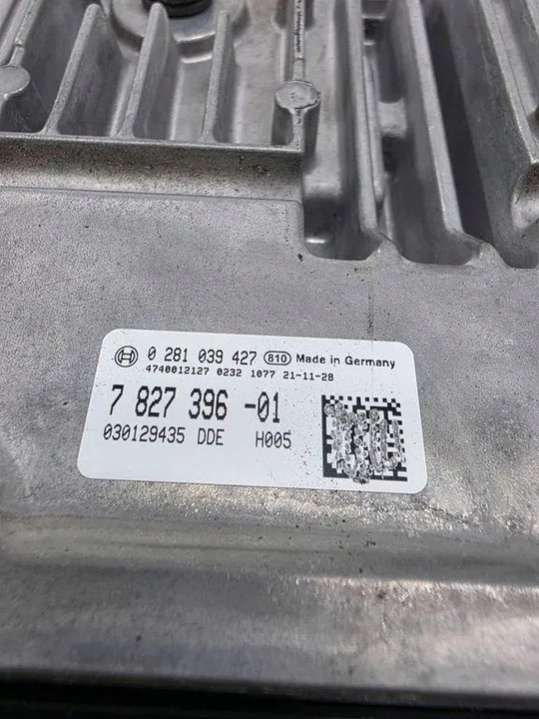 0 281 039 427 810 Made in Germany
4740012127 0232 1077 21-11-28
7 827 396 -01
030129435 DDE H005